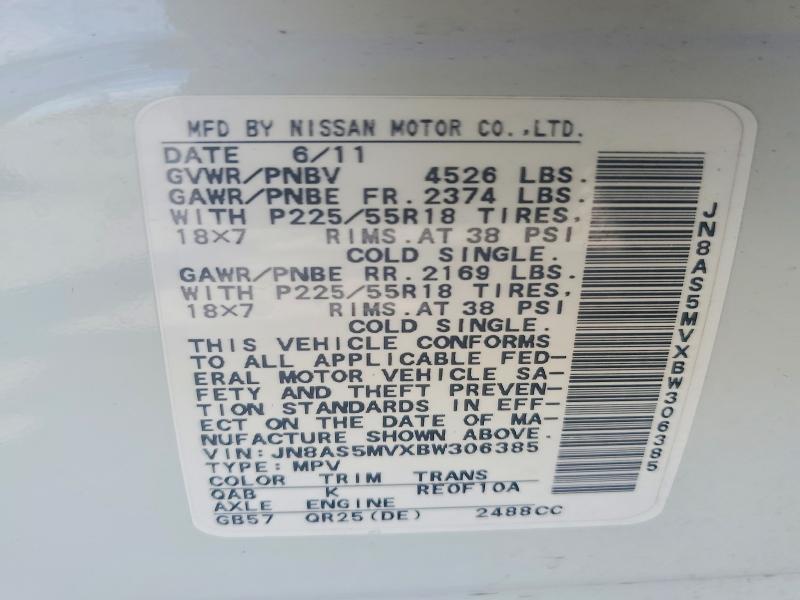 MFD BY NISSAN MOTOR CO.,LTD.
DATE 6/11
GVWR/PNBV 4526 LBS.
GAWR/PNBE FR. 2374 LBS.
WITH P225/55R18 TIRES,
18×7 RIMS.AT 38 PSI
COLD SINGLE.
GAWR/PNBE RR. 2169 LBS.
WITH P225/55R18 TIRES,
18×7 RIMS.AT 38 PSI
COLD SINGLE.
THIS VEHICLE CONFORMS
TO ALL APPLICABLE FED-
ERAL MOTOR VEHICLE SA-
FETY AND THEFT PREVEN-
TION STANDARDS IN EFF-
ECT ON THE DATE OF MA-
NUFACTURE SHOWN ABOVE.
VIN: JN8AS5MVXBW306385
TYPE: MPV
COLOR TRIM TRANS
QAB K RE0F10A
AXLE ENGINE
GB57 QR25(DE) 2488CC
JN8AS5MVXBW306385